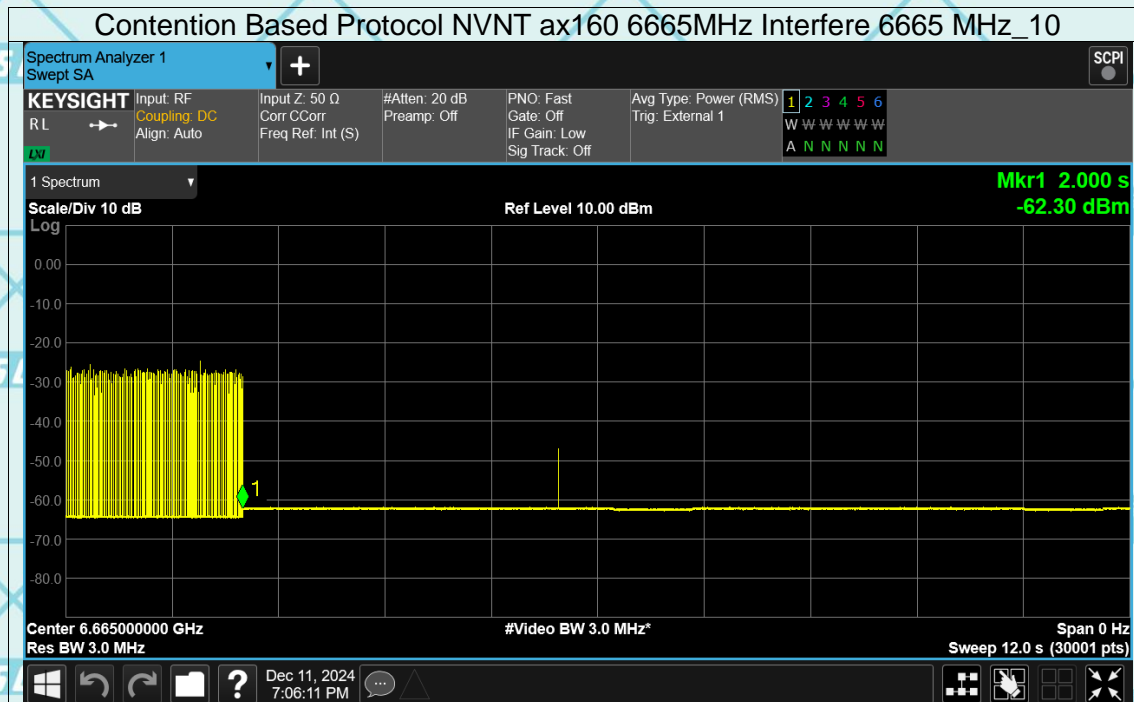 Contention Based Protocol NVNT ax160 6665MHz Interfere 6665 MHz_10
Spectrum Analyzer 1
Swept SA
SCPI
KEYSIGHT Input: RF Input Z: 50 Ω #Atten: 20 dB PNO: Fast Avg Type: Power (RMS) 1 2 3 4 5 6
RL Coupling: DC Corr CCorr Preamp: Off Gate: Off Trig: External 1 W W W W W W
Align: Auto Freq Ref: Int (S) IF Gain: Low A N N N N N
LXI Sig Track: Off
1 Spectrum Mkr1 2.000 s
Scale/Div 10 dB Ref Level 10.00 dBm -62.30 dBm
Log
0.00
-10.0
-20.0
-30.0
-40.0
-50.0
1
-60.0
-70.0
-80.0
Center 6.665000000 GHz #Video BW 3.0 MHz* Span 0 Hz
Res BW 3.0 MHz Sweep 12.0 s (30001 pts)
? Dec 11, 2024
7:06:11 PM